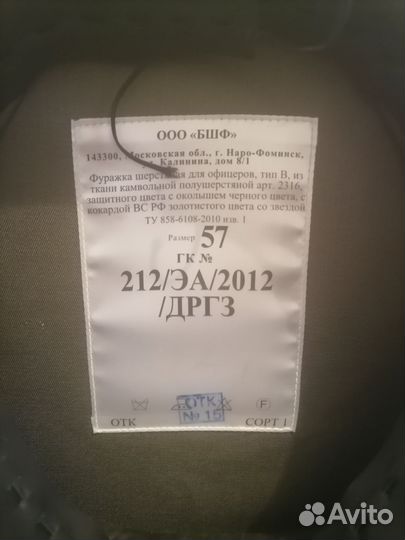 ООО «БШФ»
143300, Московская обл., г. Наро-Фоминск,
Калинина, дом 8/1
Фуражка шерстяная для офицеров, тип В, из
ткани камвольной полушерстяной арт. 2316,
защитного цвета с околышем черного цвета, с
кокардой ВС РФ золотистого цвета со звездой
ТУ 858-6108-2010 изв. 1
Размер 57
ГК №
212/ЭА/2012
/ДРГЗ
ОТК
№ 15
F
ОТК СОРТ 1
Avito